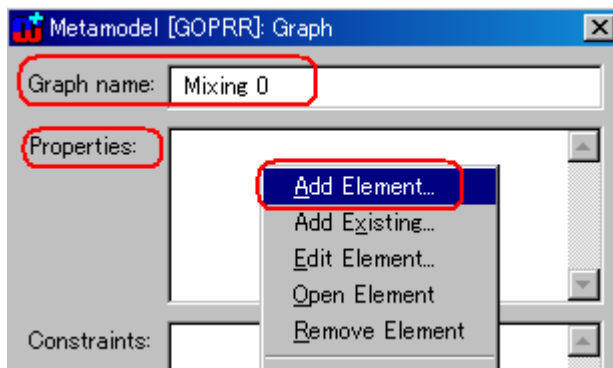 Metamodel [GOPRR]: Graph
Graph name: Mixing 0
Properties:
Add Element...
Add Existing...
Edit Element...
Open Element
Remove Element
Constraints: